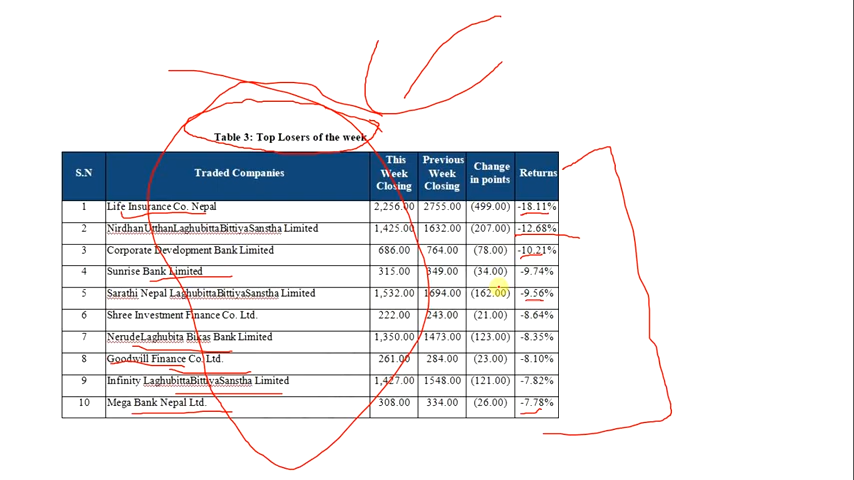 Table 3: Top Losers of the week
S.N Traded Companies This Week Closing Previous Week Closing Change in points Returns
1 Life Insurance Co. Nepal 2,256.00 2755.00 (499.00) -18.11%
2 NirdhanUtthanLaghubittaBittiyaSanstha Limited 1,425.00 1632.00 (207.00) -12.68%
3 Corporate Development Bank Limited 686.00 764.00 (78.00) -10.21%
4 Sunrise Bank Limited 315.00 349.00 (34.00) -9.74%
5 Sarathi Nepal LaghubittaBittiyaSanstha Limited 1,532.00 1694.00 (162.00) -9.56%
6 Shree Investment Finance Co. Ltd. 222.00 243.00 (21.00) -8.64%
7 NerudeLaghubita Bikas Bank Limited 1,350.00 1473.00 (123.00) -8.35%
8 Goodwill Finance Co. Ltd. 261.00 284.00 (23.00) -8.10%
9 Infinity LaghubittaBittiyaSanstha Limited 1,427.00 1548.00 (121.00) -7.82%
10 Mega Bank Nepal Ltd. 308.00 334.00 (26.00) -7.78%